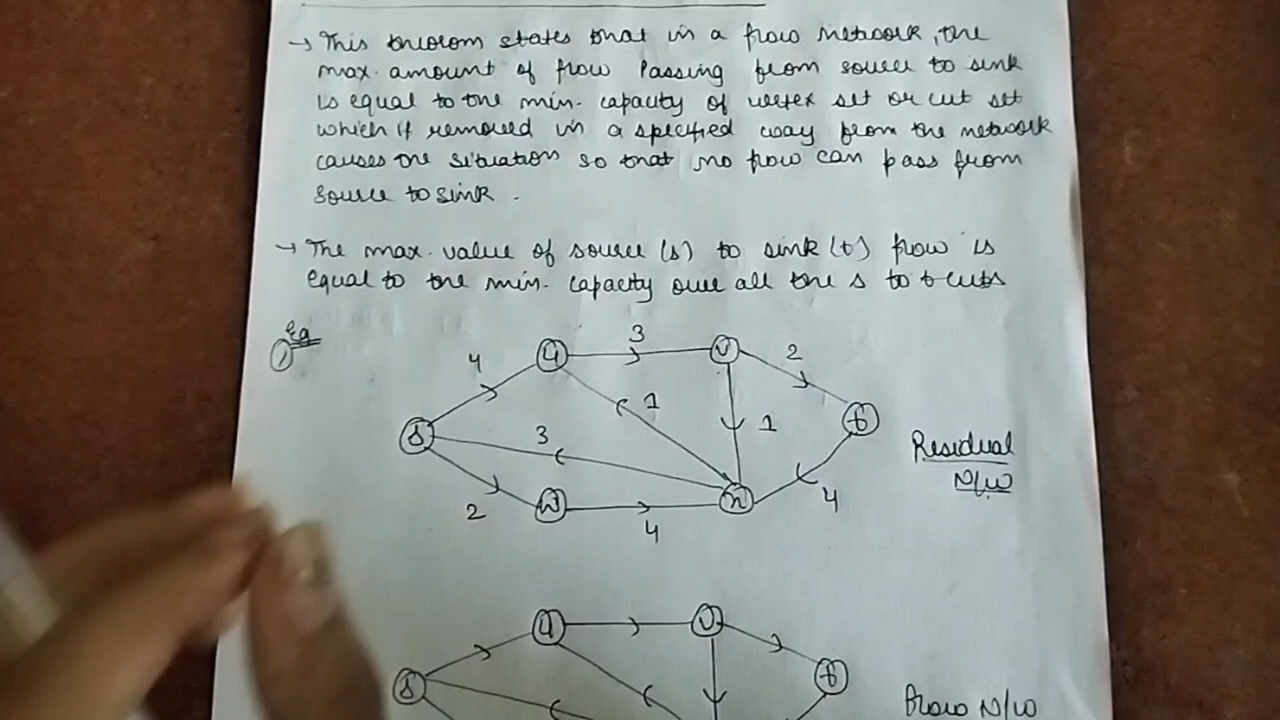 → This theorem states that in a flow network, the
max. amount of flow Passing from source to sink
is equal to the min. capacity of vertex set or cut set
which if removed in a specified way from the network
causes the situation so that no flow can pass from
source to sink.
→ The max. value of source (s) to sink (t) flow is
equal to the min. capacity over all the s to t cuts
Eg
1)
4
u
3
v
2
1
1
t
s
3
Residual
N/w
2
w
4
x
4
u
v
s
t
Flow N/w